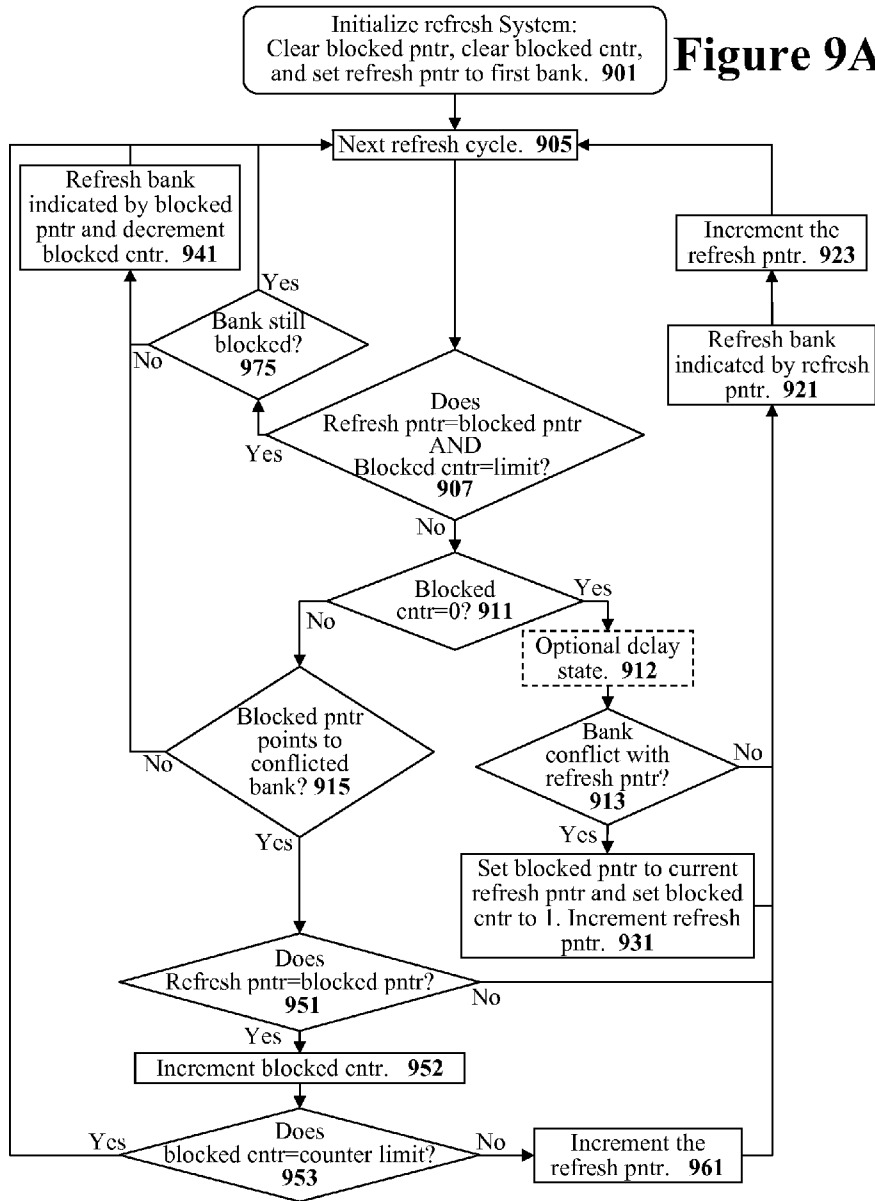 Initialize refresh System:
Clear blocked pntr, clear blocked cntr,
and set refresh pntr to first bank. 901
Figure 9A
Next refresh cycle. 905
Refresh bank
indicated by blocked
pntr and decrement
blocked cntr. 941
Increment the
refresh pntr. 923
Yes
Bank still
blocked?
975
No
Refresh bank
indicated by refresh
pntr. 921
Does
Refresh pntr=blocked pntr
AND
Blocked cntr=limit?
907
Yes
No
Blocked
cntr=0? 911
Yes
No
Optional delay
state. 912
Blocked pntr
points to
conflicted
bank? 915
No
Yes
Bank
conflict with
refresh pntr?
913
No
Yes
Set blocked pntr to current
refresh pntr and set blocked
cntr to 1. Increment refresh
pntr. 931
Does
Refresh pntr=blocked pntr?
951
No
Yes
Increment blocked cntr. 952
Does
blocked cntr=counter limit?
953
Yes
No
Increment the
refresh pntr. 961